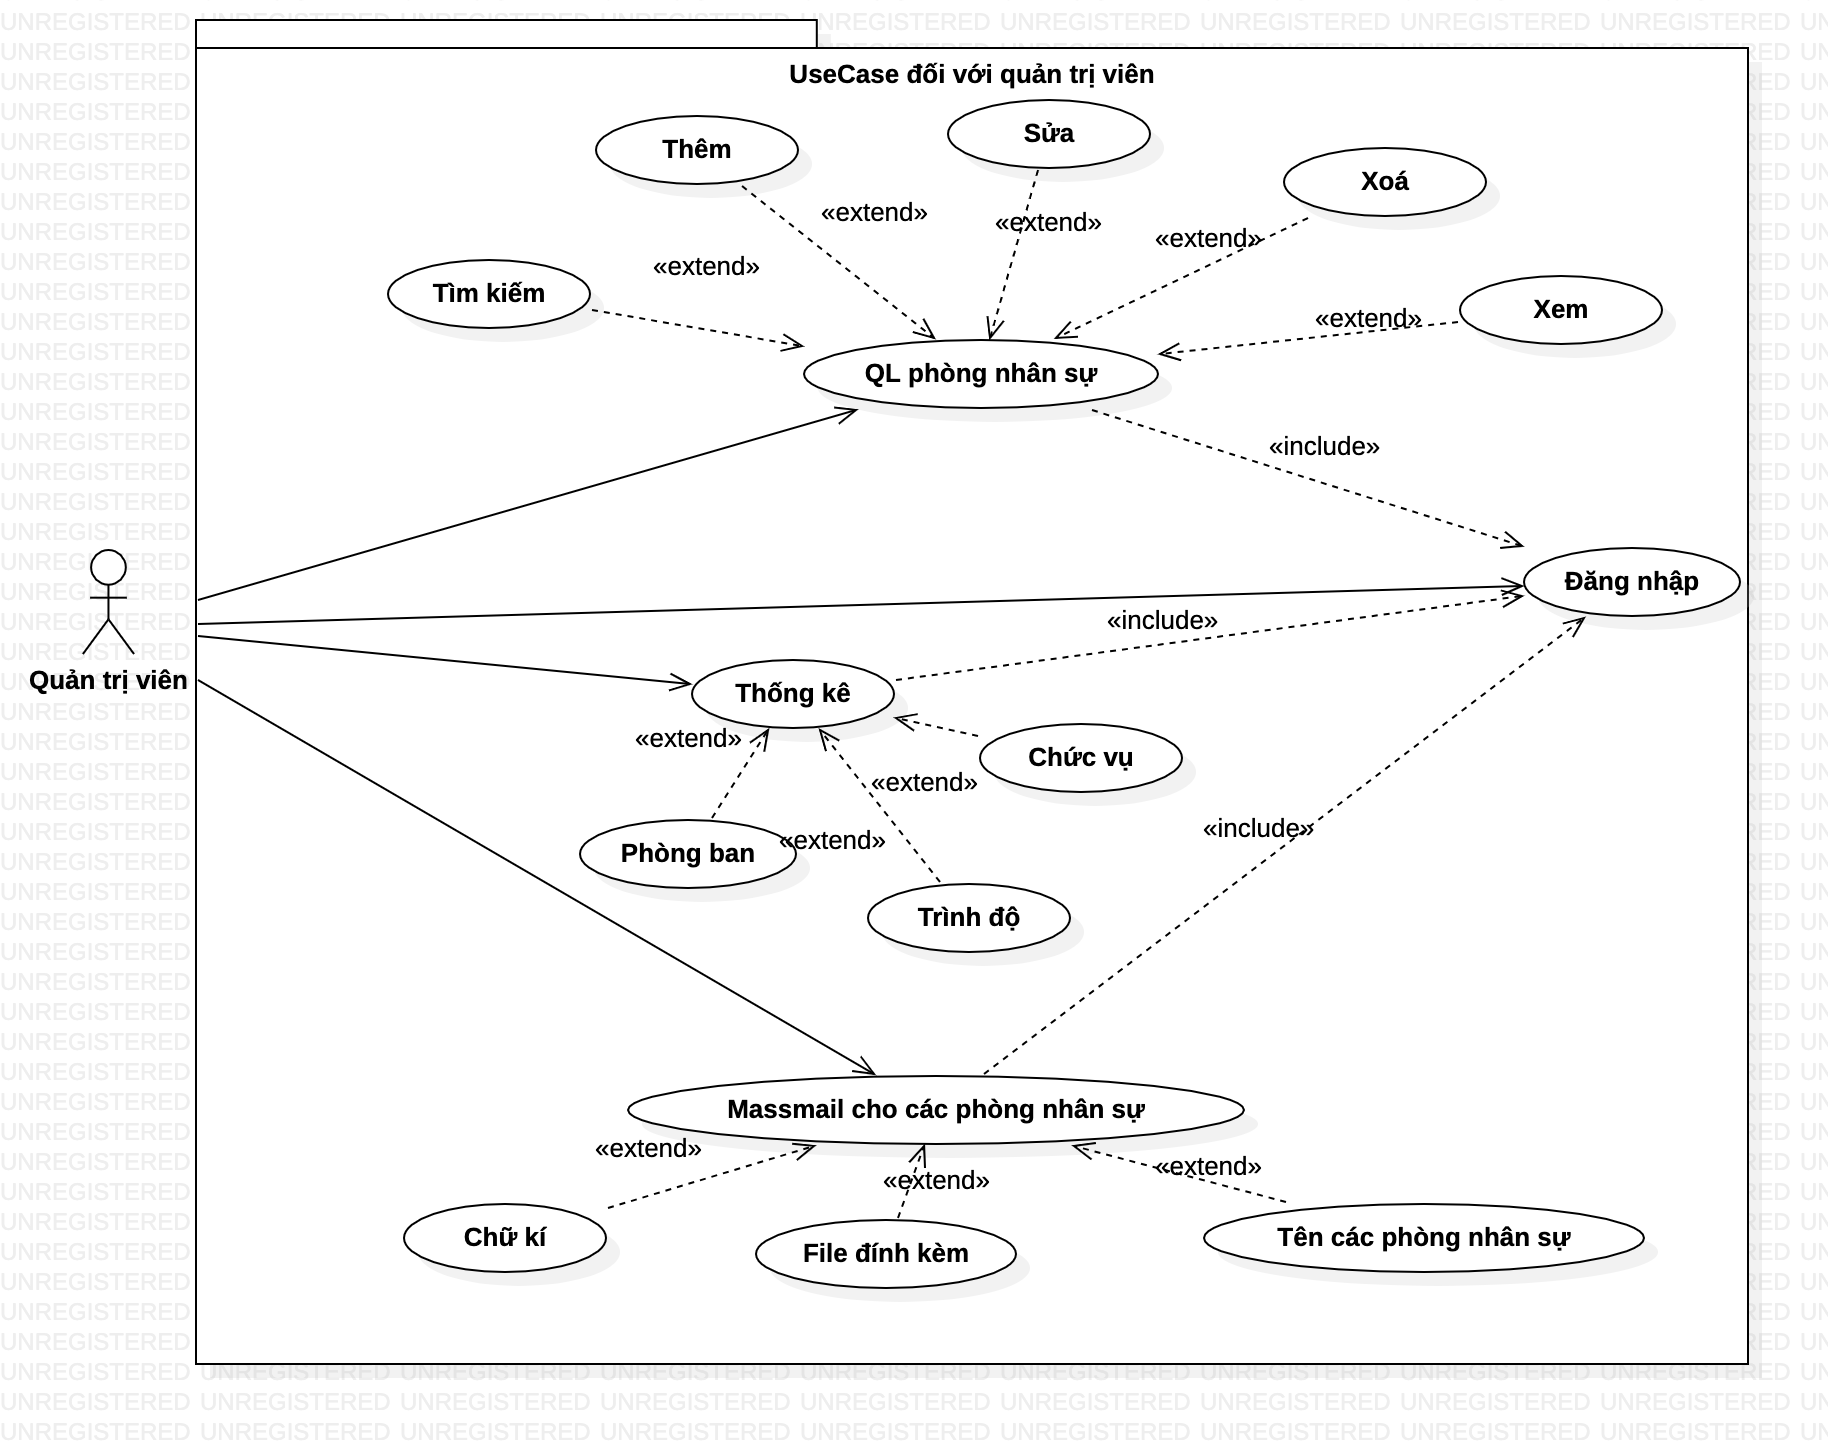 UseCase đối với quản trị viên
Thêm
Sửa
Xoá
«extend»
«extend»
«extend»
«extend»
Tìm kiếm
Xem
«extend»
QL phòng nhân sự
«include»
Đăng nhập
«include»
Quản trị viên
Thống kê
«extend»
Chức vụ
«extend»
«include»
«extend»
Phòng ban
Trình độ
Massmail cho các phòng nhân sự
«extend»
«extend»
«extend»
Chữ kí
File đính kèm
Tên các phòng nhân sự
UNREGISTERED